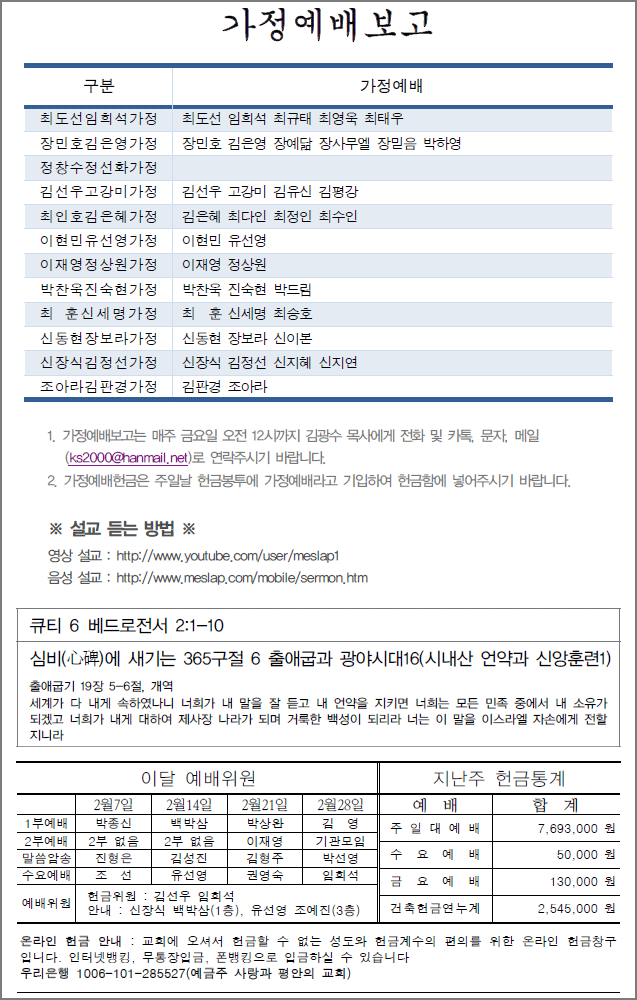 가정예배보고
구분 가정예배
최도선임희석가정 최도선 임희석 최규태 최영욱 최태우
장민호김은영가정 장민호 김은영 장예닮 장사무엘 장믿음 박하영
정창수정선화가정
김선우고강미가정 김선우 고강미 김유신 김평강
최인호김은혜가정 김은혜 최다인 최정인 최수인
이현민유선영가정 이현민 유선영
이재영정상원가정 이재영 정상원
박찬욱진숙현가정 박찬욱 진숙현 박드림
최 훈신세명가정 최 훈 신세명 최승호
신동현장보라가정 신동현 장보라 신이본
신장식김정선가정 신장식 김정선 신지혜 신지연
조아라김판경가정 김판경 조아라
1. 가정예배보고는 매주 금요일 오전 12시까지 김광수 목사에게 전화 및 카톡, 문자, 메일
(ks2000@hanmail.net)로 연락주시기 바랍니다.
2. 가정예배헌금은 주일날 헌금봉투에 가정예배라고 기입하여 헌금함에 넣어주시기 바랍니다.
※ 설교 듣는 방법 ※
영상 설교 : http://www.youtube.com/user/meslap1
음성 설교 : http://www.meslap.com/mobile/sermon.htm
큐티 6 베드로전서 2:1-10
심비(心碑)에 새기는 365구절 6 출애굽과 광야시대16(시내산 언약과 신앙훈련1)
출애굽기 19장 5-6절, 개역
세계가 다 내게 속하였나니 너희가 내 말을 잘 듣고 내 언약을 지키면 너희는 모든 민족 중에서 내 소유가
되겠고 너희가 내게 대하여 제사장 나라가 되며 거룩한 백성이 되리라 너는 이 말을 이스라엘 자손에게 전할
지니라
이달 예배위원
2월7일 2월14일 2월21일 2월28일
1부예배 박종신 백박삼 박상완 김 영
2부예배 2부 없음 2부 없음 이재영 기관모임
말씀암송 진형은 김성진 김형주 박선영
수요예배 조 선 유선영 권영숙 임희석
예배위원 헌금위원 : 김선우 임희석
안내 : 신장식 백박삼(1층), 유선영 조예진(3층)
지난주 헌금통계
예 배 합 계
주 일 대 예 배 7,693,000 원
수 요 예 배 50,000 원
금 요 예 배 130,000 원
건축헌금연누계 2,545,000 원
온라인 헌금 안내 : 교회에 오셔서 헌금할 수 없는 성도와 헌금계수의 편의를 위한 온라인 헌금창구
입니다. 인터넷뱅킹, 무통장입금, 폰뱅킹으로 입금하실 수 있습니다
우리은행 1006-101-285527(예금주 사랑과 평안의 교회)